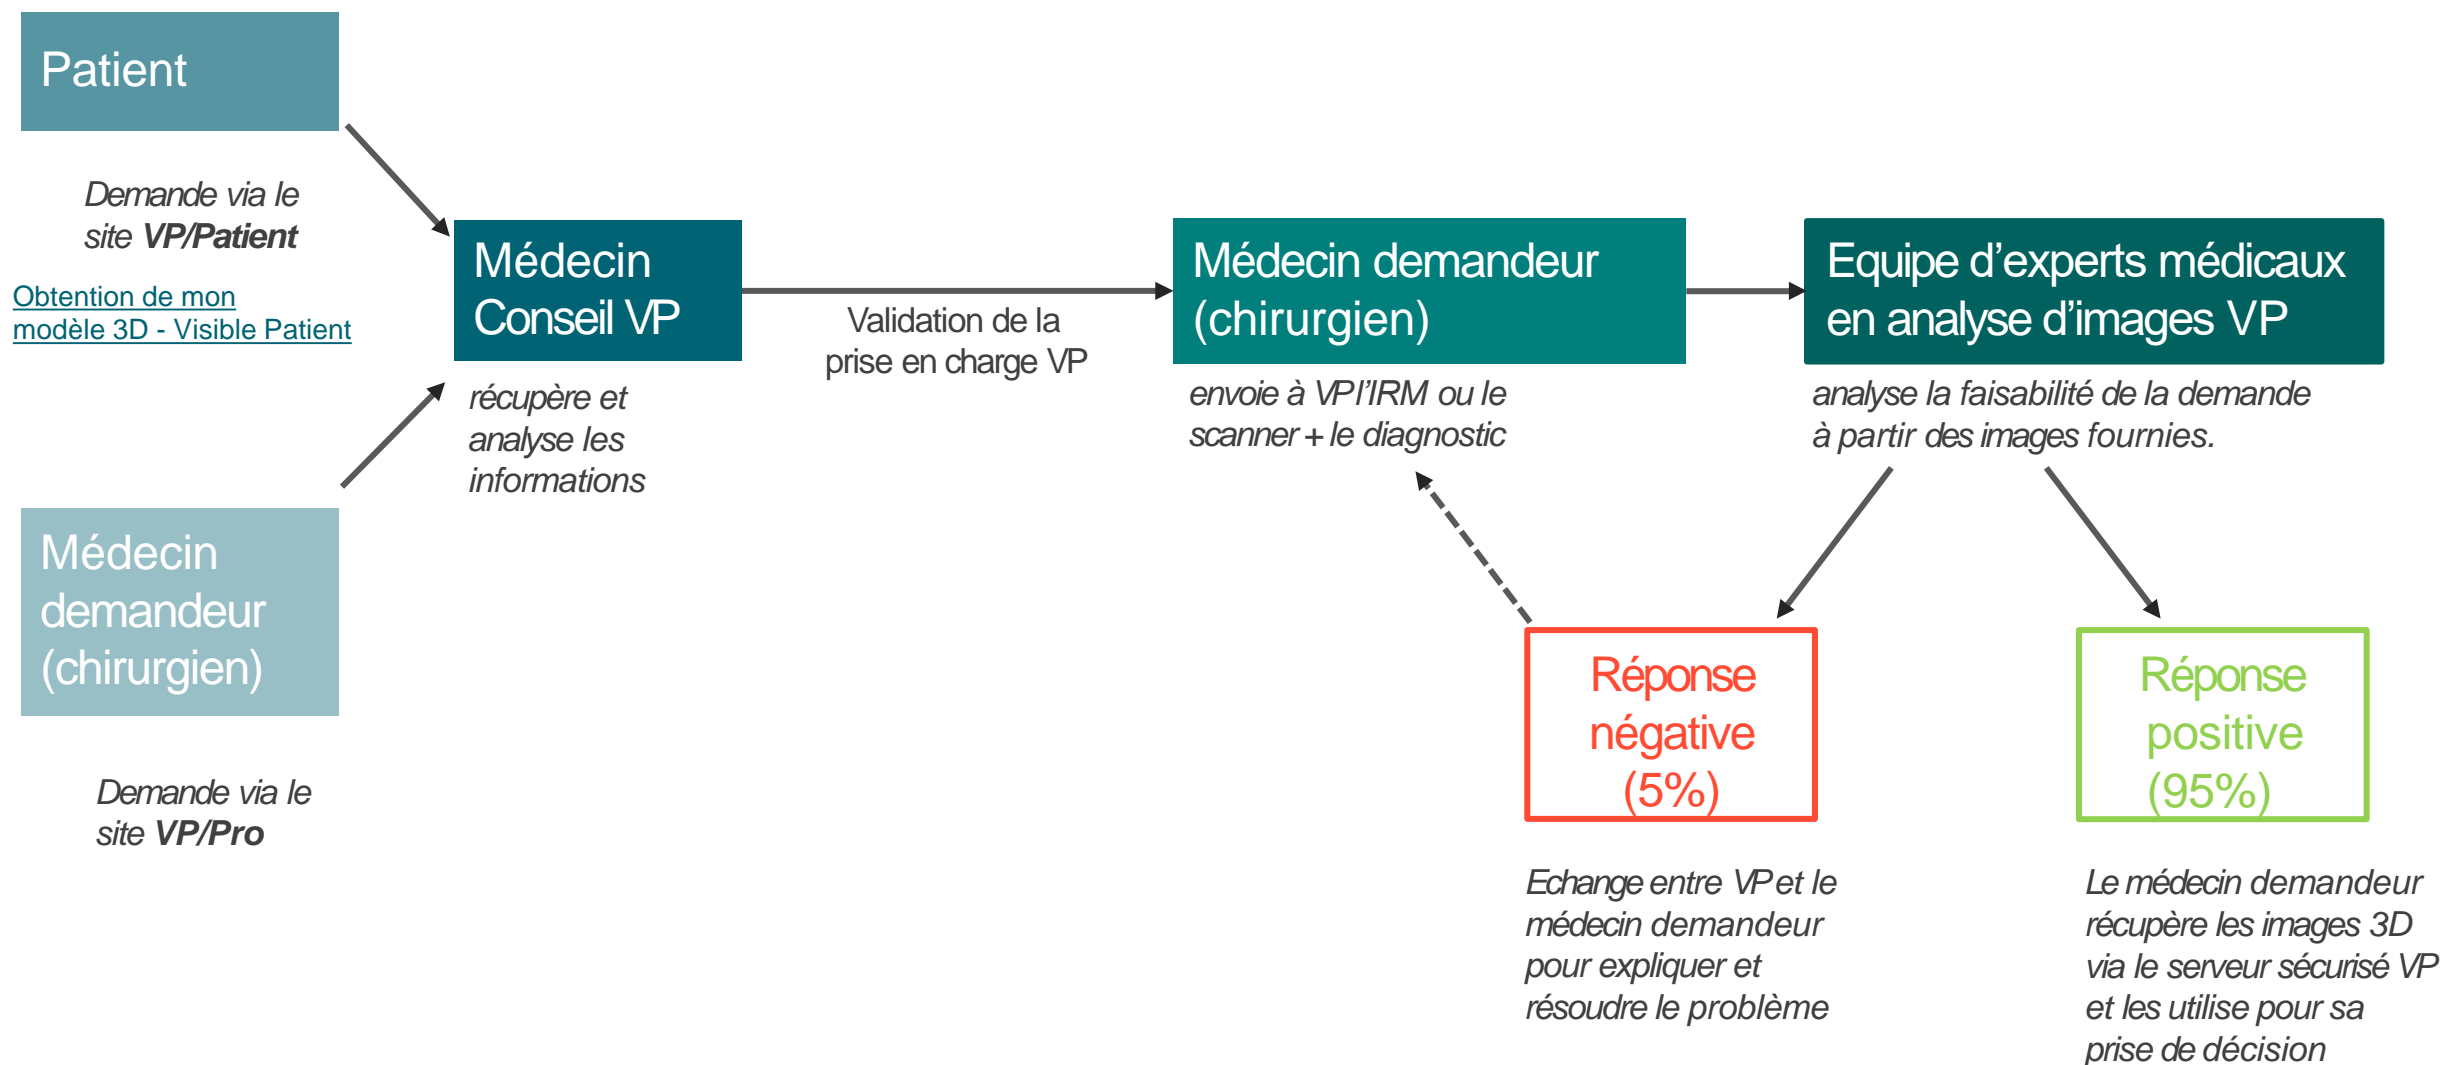 Patient
Demande via le
site VP/Patient
Obtention de mon
modèle 3D - Visible Patient
Médecin
demandeur
(chirurgien)
Demande via le
site VP/Pro
Médecin
Conseil VP
récupère et
analyse les
informations
Validation de la
prise en charge VP
Médecin demandeur
(chirurgien)
envoie à VP l’IRM ou le
scanner + le diagnostic
Equipe d’experts médicaux
en analyse d’images VP
analyse la faisabilité de la demande
à partir des images fournies.
Réponse
négative
(5%)
Echange entre VP et le
médecin demandeur
pour expliquer et
résoudre le problème
Réponse
positive
(95%)
Le médecin demandeur
récupère les images 3D
via le serveur sécurisé VP
et les utilise pour sa
prise de décision